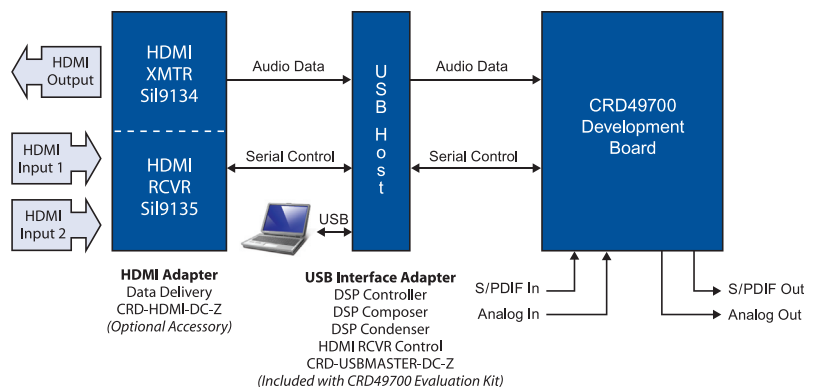 HDMI
Output
HDMI
Input 1
HDMI
Input 2
HDMI
XMTR
Sil9134
HDMI
RCVR
Sil9135
Audio Data
Serial Control
USB
USB Host
Audio Data
Serial Control
CRD49700
Development
Board
HDMI Adapter
Data Delivery
CRD-HDMI-DC-Z
(Optional Accessory)
USB Interface Adapter
DSP Controller
DSP Composer
DSP Condenser
HDMI RCVR Control
CRD-USBMASTER-DC-Z
(Included with CRD49700 Evaluation Kit)
S/PDIF In
Analog In
S/PDIF Out
Analog Out